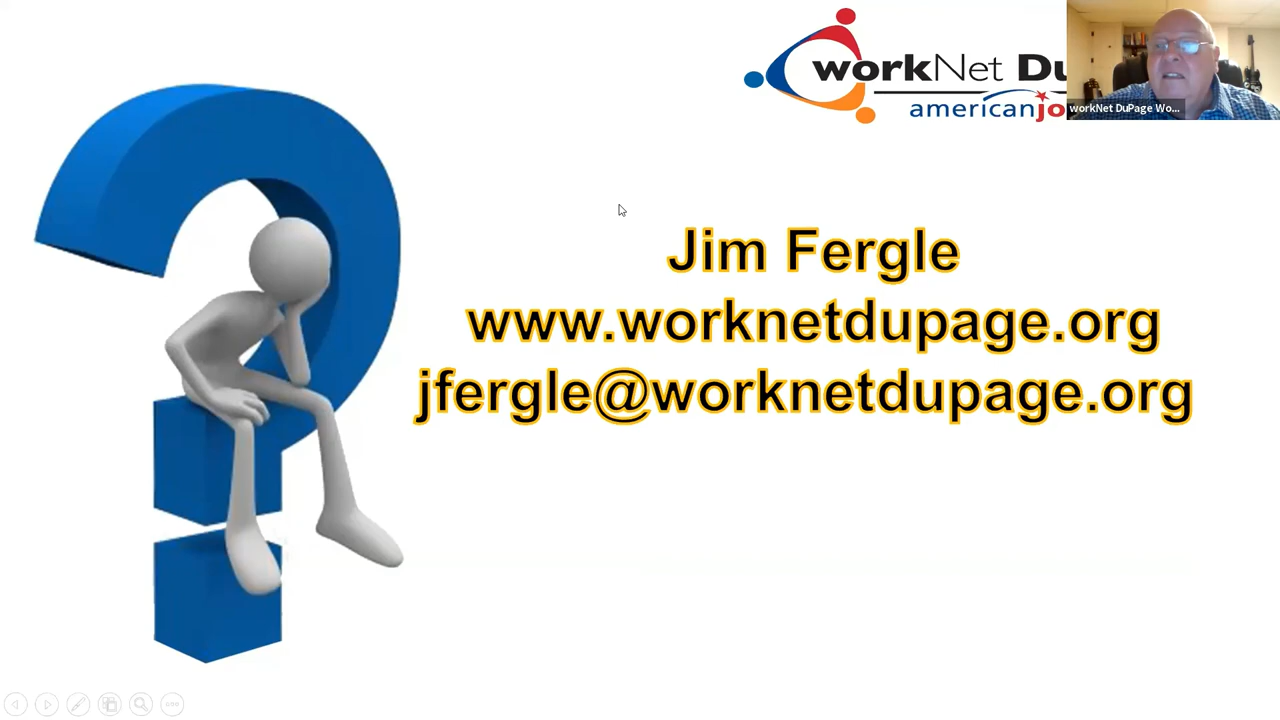 workNet Du
americanjo
workNet DuPage Wo...
Jim Fergle
www.worknetdupage.org
jfergle@worknetdupage.org